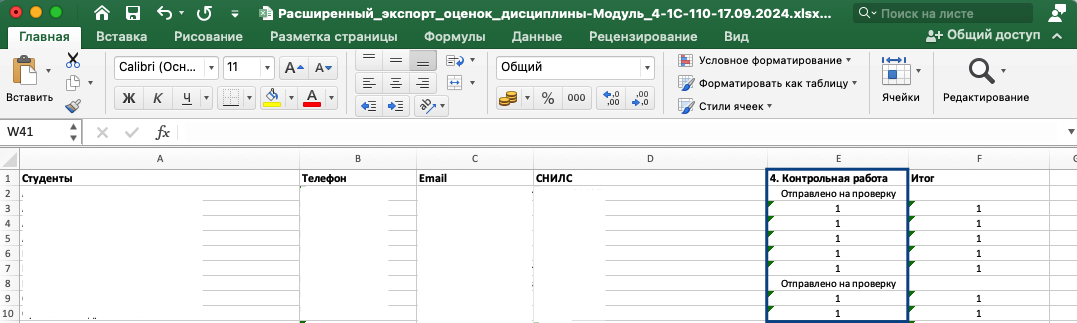 Расширенный_экспорт_оценок_дисциплины-Модуль_4-1С-110-17.09.2024.xlsx...
Поиск на листе
Главная Вставка Рисование Разметка страницы Формулы Данные Рецензирование Вид Общий доступ
Вставить
Calibri (Осн... 11 A A
Ж К Ч А
Общий
% 000 ,0 ,00 ,00 ,0
Условное форматирование
Форматировать как таблицу
Стили ячеек
Ячейки
Редактирование
W41 fx
A B C D E F G
1 Студенты Телефон Email СНИЛС 4. Контрольная работа Итог
2 Отправлено на проверку
3 1 1
4 1 1
5 1 1
6 1 1
7 1 1
8 Отправлено на проверку
9 1 1
10 1 1